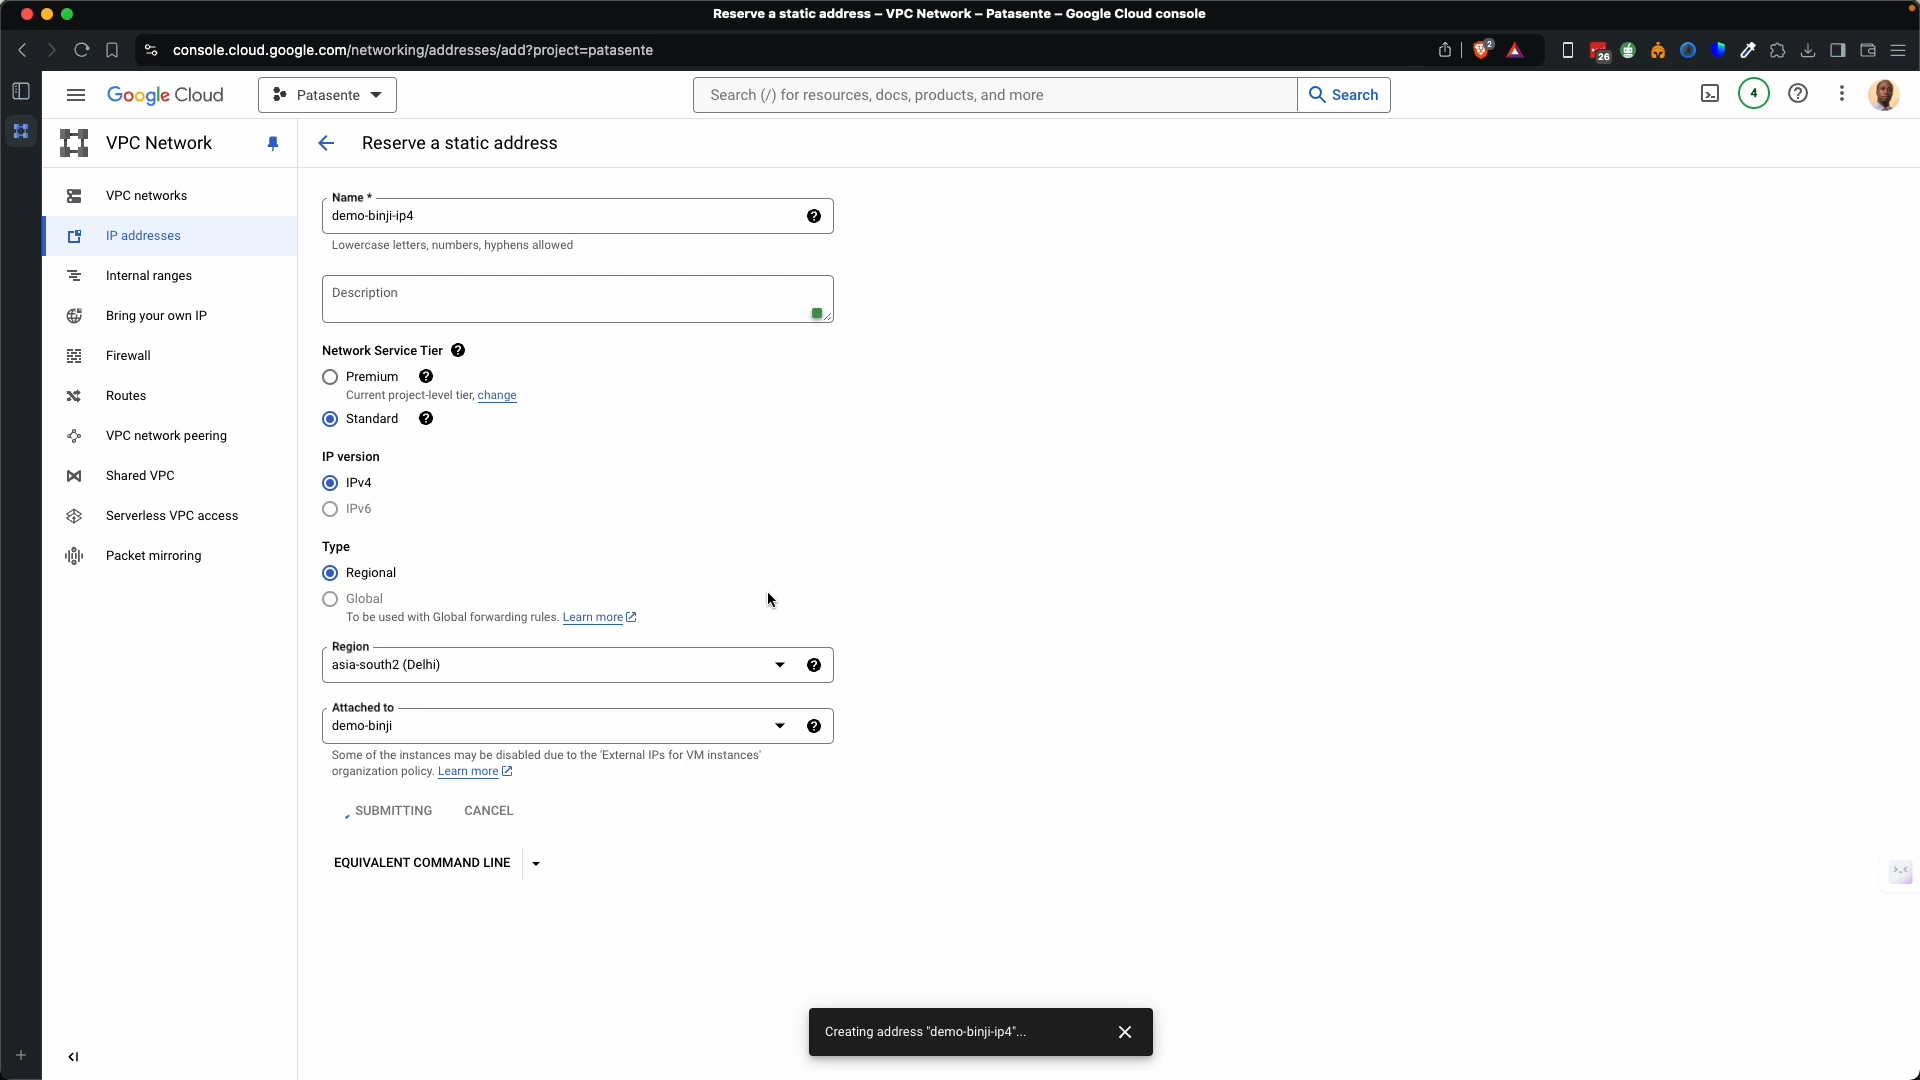 Reserve a static address – VPC Network – Patasente – Google Cloud console
console.cloud.google.com/networking/addresses/add?project=patasente
2
26
Google Cloud
Patasente
Search (/) for resources, docs, products, and more
Search
4
VPC Network
Reserve a static address
VPC networks
IP addresses
Internal ranges
Bring your own IP
Firewall
Routes
VPC network peering
Shared VPC
Serverless VPC access
Packet mirroring
Name *
demo-binji-ip4
Lowercase letters, numbers, hyphens allowed
Description
Network Service Tier
Premium
Current project-level tier, change
Standard
IP version
IPv4
IPv6
Type
Regional
Global
To be used with Global forwarding rules. Learn more
Region
asia-south2 (Delhi)
Attached to
demo-binji
Some of the instances may be disabled due to the 'External IPs for VM instances'
organization policy. Learn more
SUBMITTING CANCEL
EQUIVALENT COMMAND LINE
Creating address "demo-binji-ip4"...